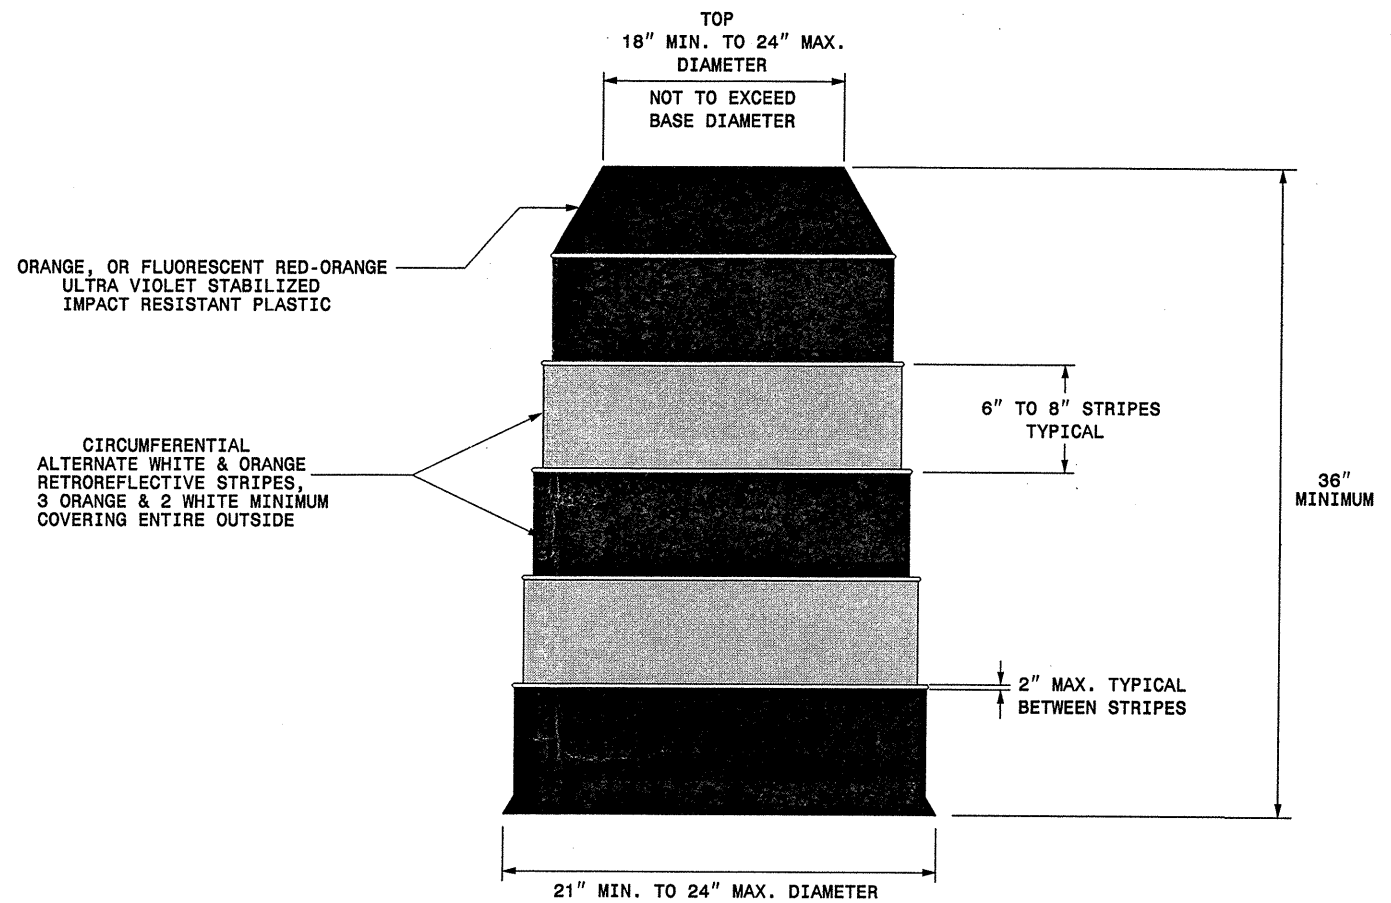 TOP
18" MIN. TO 24" MAX.
DIAMETER
NOT TO EXCEED
BASE DIAMETER
ORANGE, OR FLUORESCENT RED-ORANGE
ULTRA VIOLET STABILIZED
IMPACT RESISTANT PLASTIC
6" TO 8" STRIPES
TYPICAL
CIRCUMFERENTIAL
ALTERNATE WHITE & ORANGE
RETROREFLECTIVE STRIPES,
3 ORANGE & 2 WHITE MINIMUM
COVERING ENTIRE OUTSIDE
36"
MINIMUM
2" MAX. TYPICAL
BETWEEN STRIPES
21" MIN. TO 24" MAX. DIAMETER